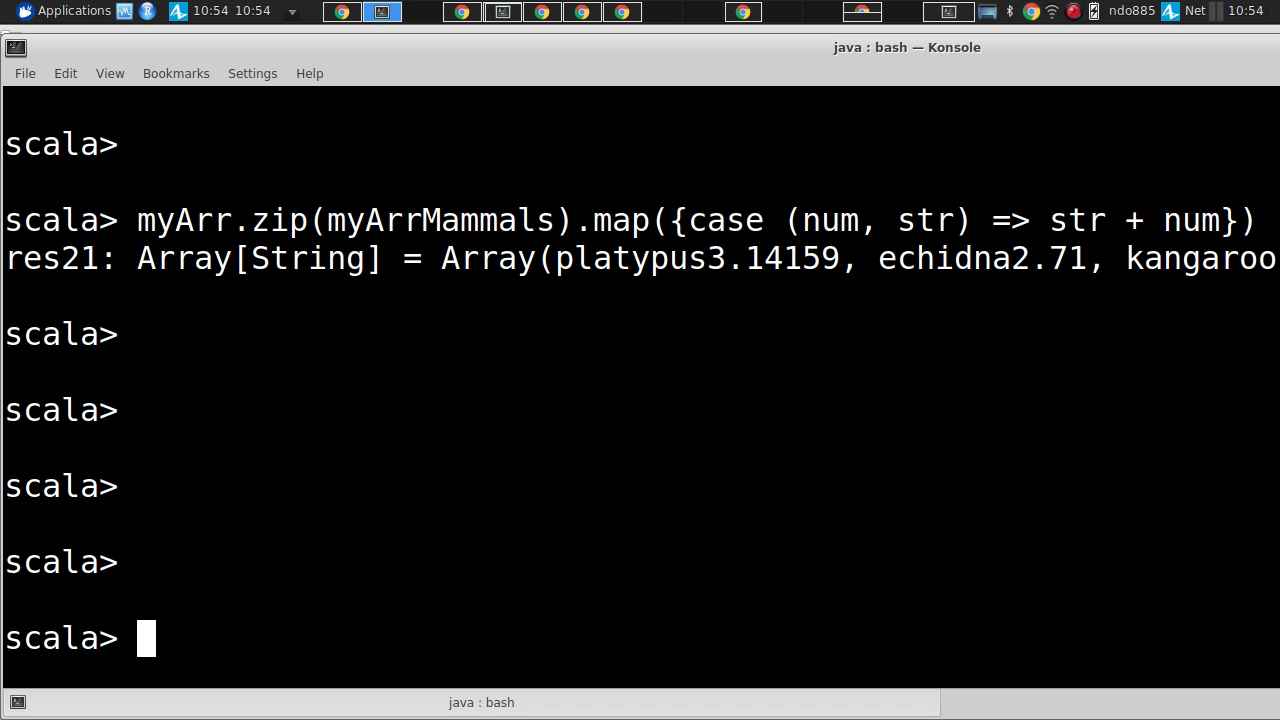 Applications 10:54 10:54 ndo885 Net 10:54
java : bash — Konsole
File Edit View Bookmarks Settings Help
scala>
scala> myArr.zip(myArrMammals).map({case (num, str) => str + num})
res21: Array[String] = Array(platypus3.14159, echidna2.71, kangaroo
scala>
scala>
scala>
scala>
scala>
java : bash